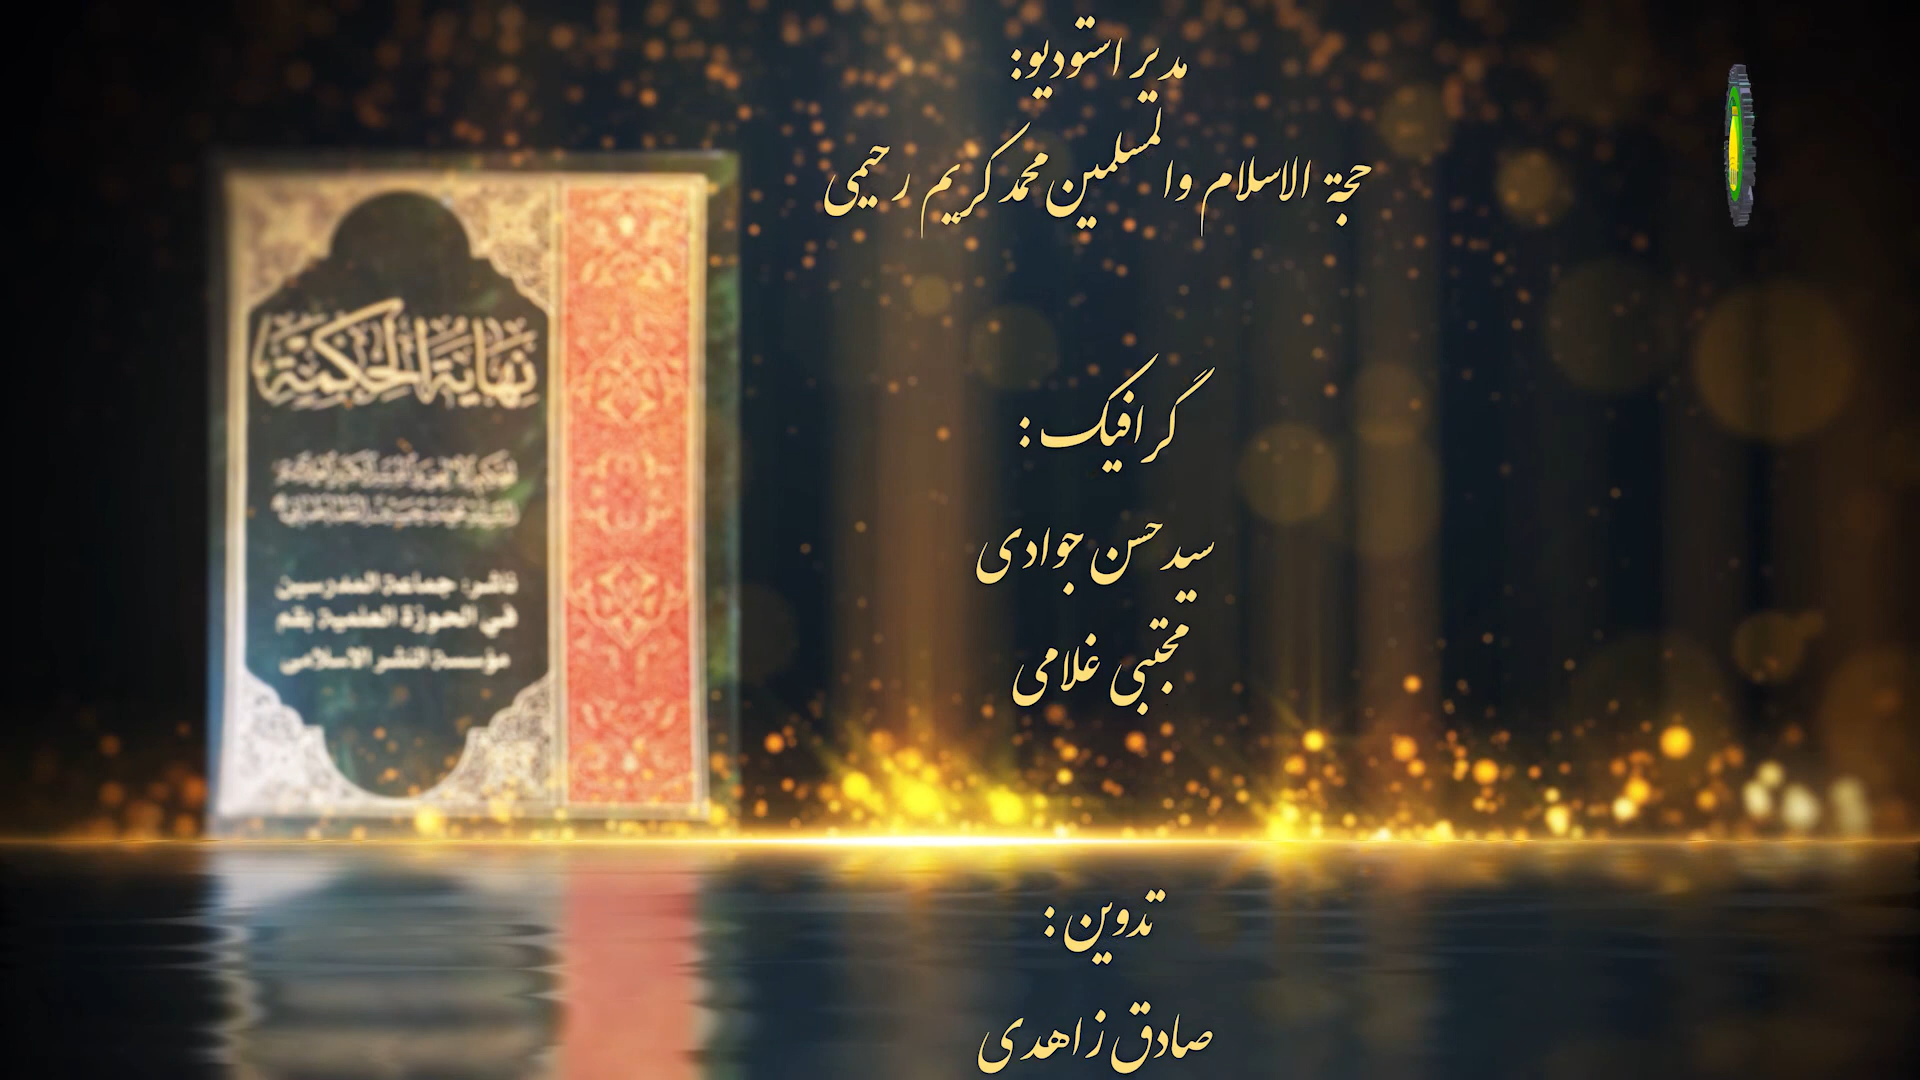 مدیر استودیو:
حجة الاسلام والمسلمین محمد کریم رحیمی
گرافیک:
سید حسن جوادی
مجتبی غلامی
تدوین:
صادق زاهدی
نهاية الحكمة
ناشر: جماعة المدرسين
في الحوزة العلمية بقم
مؤسسة النشر الاسلامي